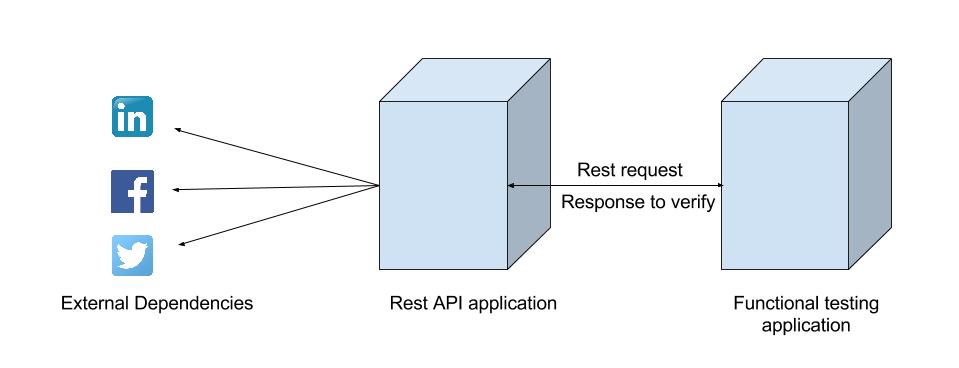 in
f
Rest request
Response to verify
External Dependencies
Rest API application
Functional testing
application